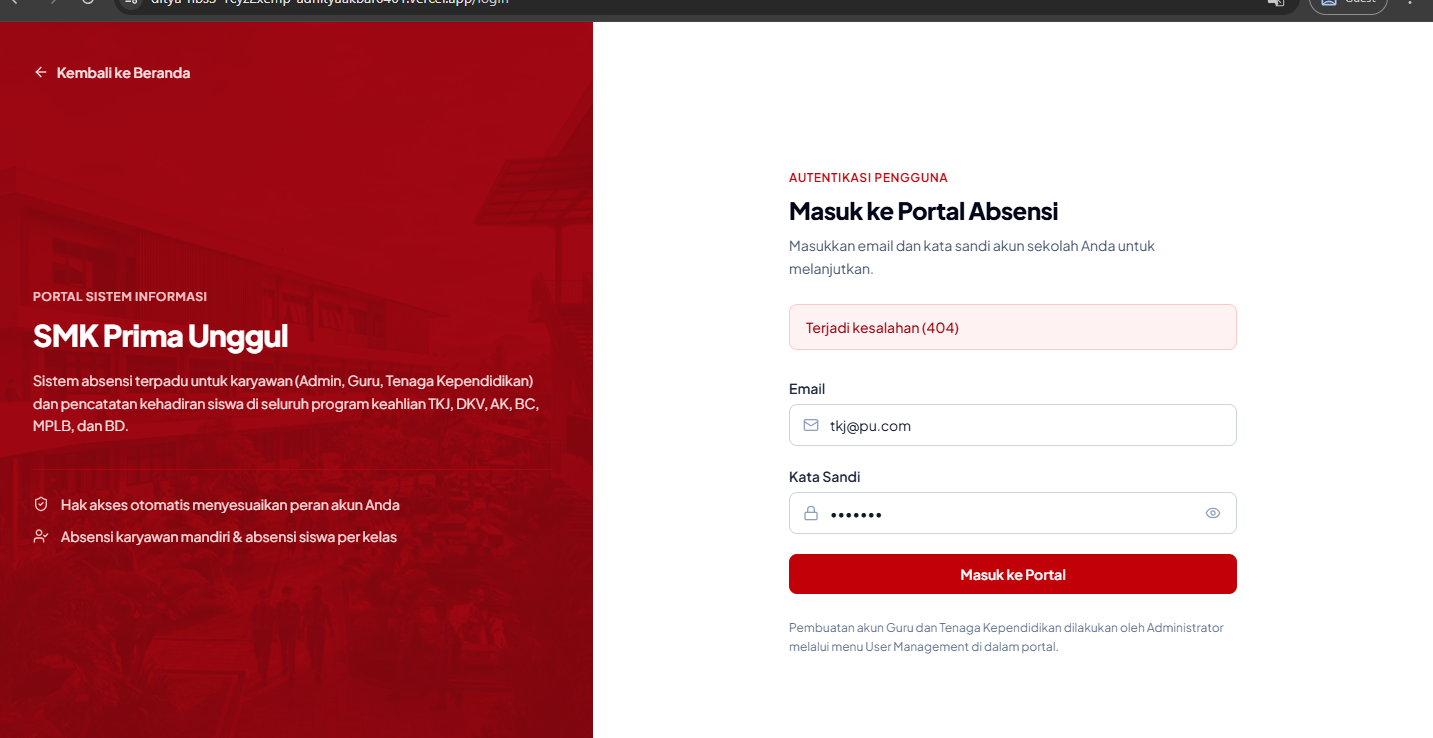 Kembali ke Beranda
PORTAL SISTEM INFORMASI
SMK Prima Unggul
Sistem absensi terpadu untuk karyawan (Admin, Guru, Tenaga Kependidikan)
dan pencatatan kehadiran siswa di seluruh program keahlian TKJ, DKV, AK, BC,
MPLB, dan BD.
Hak akses otomatis menyesuaikan peran akun Anda
Absensi karyawan mandiri & absensi siswa per kelas
AUTENTIKASI PENGGUNA
Masuk ke Portal Absensi
Masukkan email dan kata sandi akun sekolah Anda untuk
melanjutkan.
Terjadi kesalahan (404)
Email
tkj@pu.com
Kata Sandi
Masuk ke Portal
Pembuatan akun Guru dan Tenaga Kependidikan dilakukan oleh Administrator
melalui menu User Management di dalam portal.